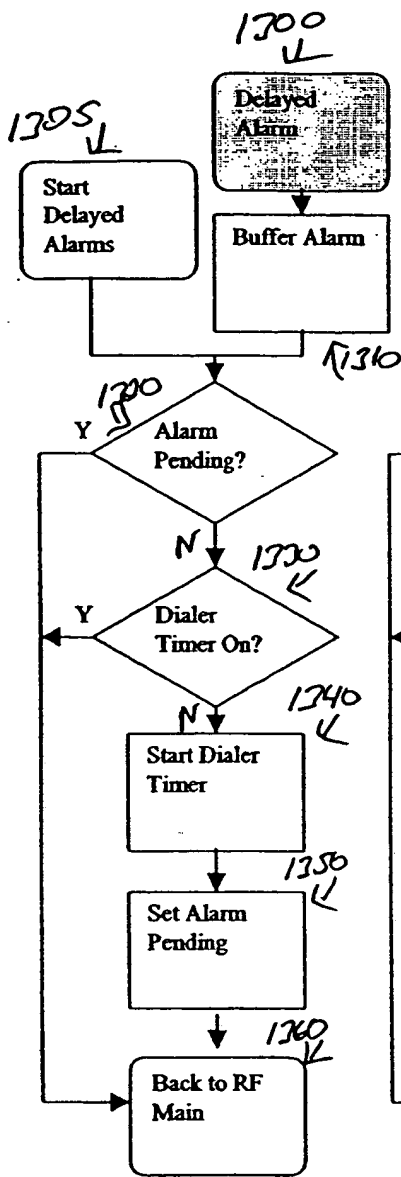 1300
Delayed
Alarm
1305
Start
Delayed
Alarms
Buffer Alarm
1310
1320
Y
Alarm
Pending?
N
1330
Y
Dialer
Timer On?
N
1340
Start Dialer
Timer
1350
Set Alarm
Pending
1360
Back to RF
Main